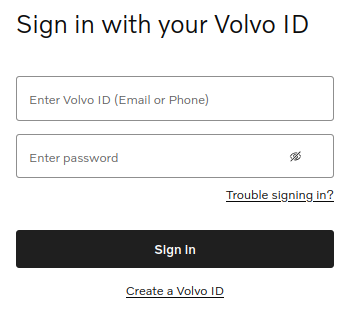 Sign in with your Volvo ID
Enter Volvo ID (Email or Phone)
Enter password
Trouble signing in?
Sign In
Create a Volvo ID